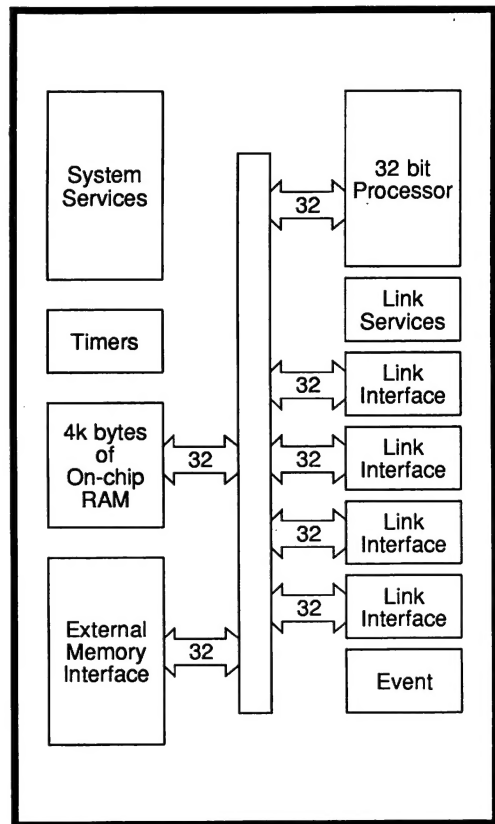 System
Services
Timers
4k bytes
of
On-chip
RAM
32
External
Memory
Interface
32
32 bit
Processor
32
Link
Services
Link
Interface
32
Link
Interface
32
Link
Interface
32
Link
Interface
32
Event